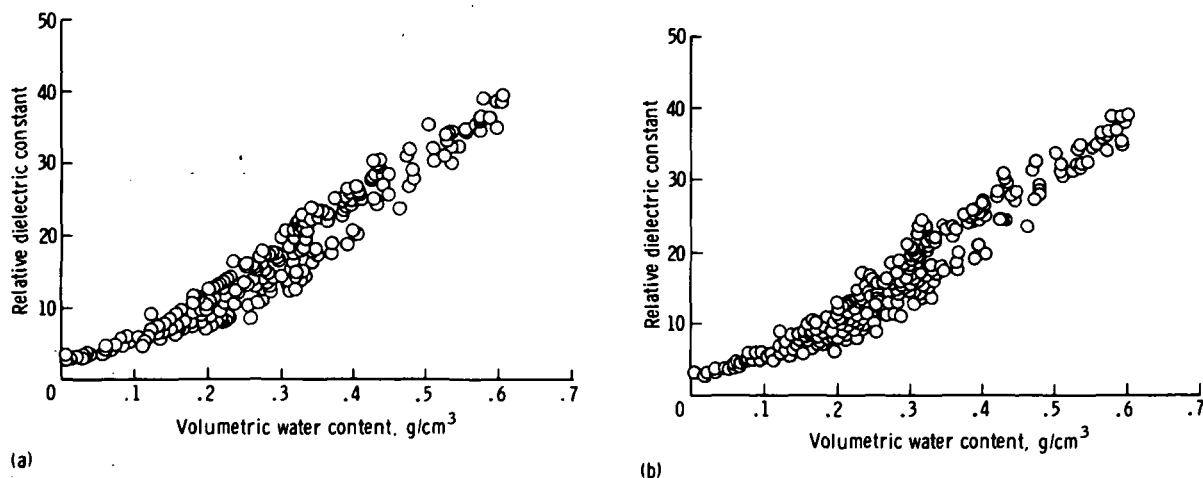 50
40
30
20
10
0
Relative dielectric constant
.1 .2 .3 .4 .5 .6 .7
Volumetric water content, g/cm³
(a)
50
40
30
20
10
0
Relative dielectric constant
.1 .2 .3 .4 .5 .6 .7
Volumetric water content, g/cm³
(b)